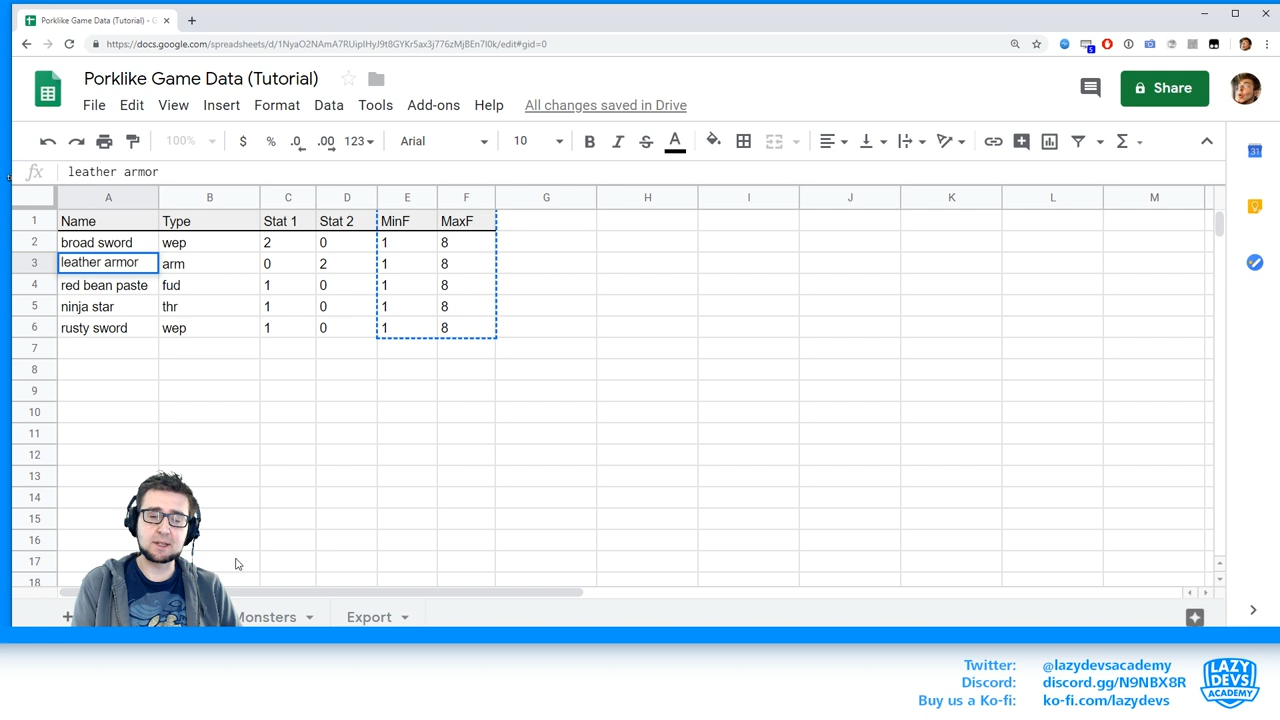 Porklike Game Data (Tutorial) - G
https://docs.google.com/spreadsheets/d/1NyaO2NAmA7RUipIHyJ9t8GYKr5ax3j776zMjBEn7I0k/edit#gid=0
5
Porklike Game Data (Tutorial)
File Edit View Insert Format Data Tools Add-ons Help All changes saved in Drive
Share
100% $ % .0 .00 123 Arial 10 B I S A Σ
31
fx leather armor
A B C D E F G H I J K L M
1 Name Type Stat 1 Stat 2 MinF MaxF
2 broad sword wep 2 0 1 8
3 leather armor arm 0 2 1 8
4 red bean paste fud 1 0 1 8
5 ninja star thr 1 0 1 8
6 rusty sword wep 1 0 1 8
7
8
9
10
11
12
13
14
15
16
17
18
+ Monsters Export
Twitter: @lazydevsacademy
Discord: discord.gg/N9NBX8R
Buy us a Ko-fi: ko-fi.com/lazydevs
LAZY
DEVS
ACADEMY